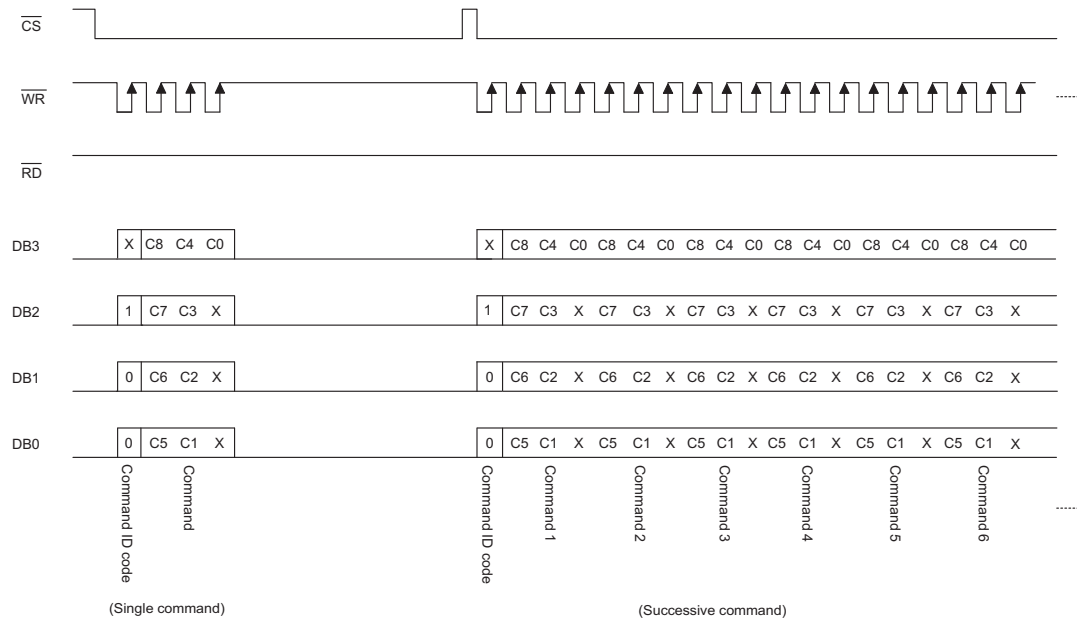 CS
WR
RD
DB3 X C8 C4 C0 X C8 C4 C0 C8 C4 C0 C8 C4 C0 C8 C4 C0 C8 C4 C0 C8 C4 C0
DB2 1 C7 C3 X 1 C7 C3 X C7 C3 X C7 C3 X C7 C3 X C7 C3 X C7 C3 X
DB1 0 C6 C2 X 0 C6 C2 X C6 C2 X C6 C2 X C6 C2 X C6 C2 X C6 C2 X
DB0 0 C5 C1 X 0 C5 C1 X C5 C1 X C5 C1 X C5 C1 X C5 C1 X C5 C1 X
Command ID code
Command
Command ID code
Command 1
Command 2
Command 3
Command 4
Command 5
Command 6
(Single command)
(Successive command)